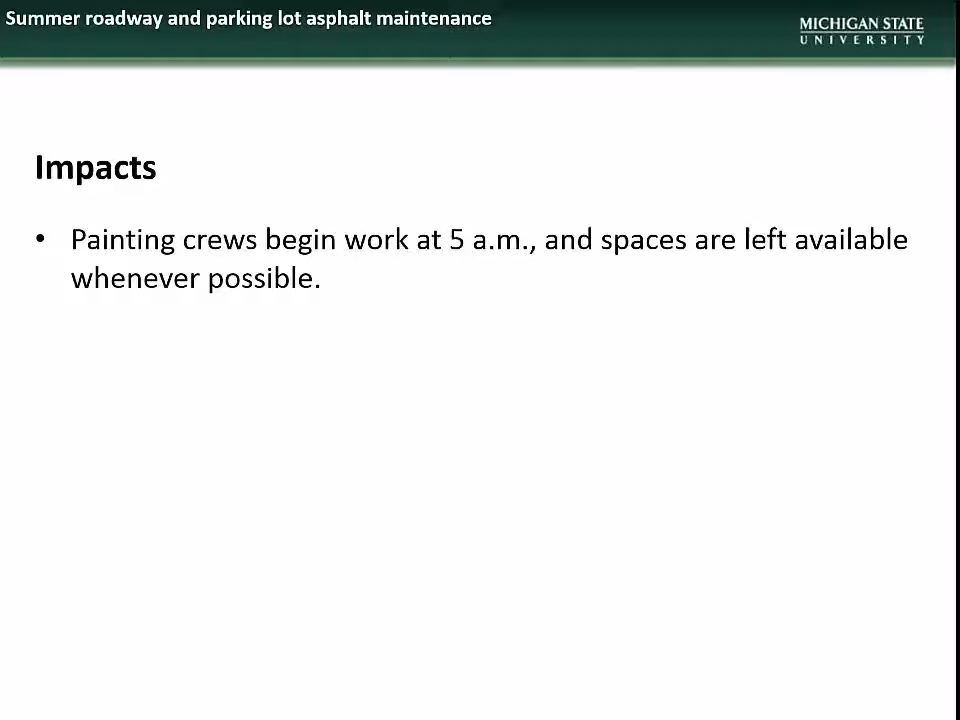 Summer roadway and parking lot asphalt maintenance
MICHIGAN STATE
UNIVERSITY
Impacts
• Painting crews begin work at 5 a.m., and spaces are left available
whenever possible.